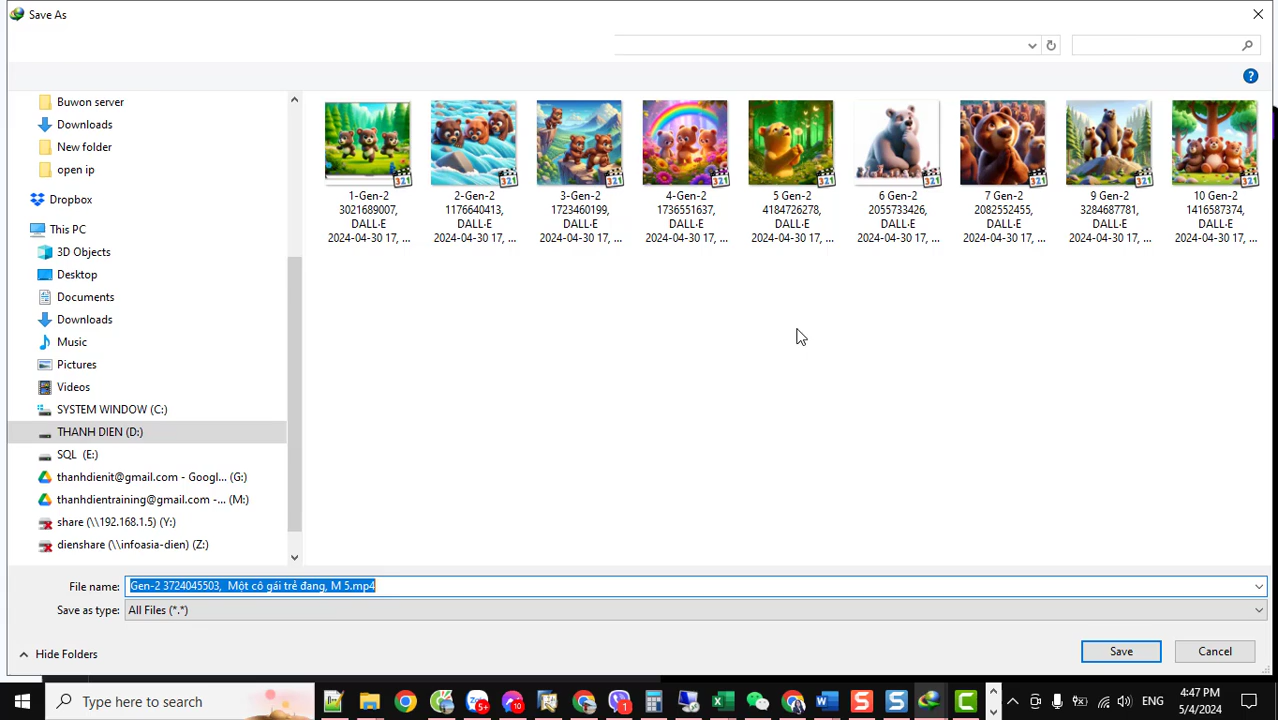 Save As
Buwon server
Downloads
New folder
open ip
Dropbox
This PC
3D Objects
Desktop
Documents
Downloads
Music
Pictures
Videos
SYSTEM WINDOW (C:)
THANH DIEN (D:)
SQL (E:)
thanhdienit@gmail.com - Googl... (G:)
thanhdientraining@gmail.com -... (M:)
share (\\192.168.1.5) (Y:)
dienshare (\\infoasia-dien) (Z:)
1-Gen-2
3021689007,
DALL·E
2024-04-30 17, ...
2-Gen-2
1176640413,
DALL·E
2024-04-30 17, ...
3-Gen-2
1723460199,
DALL·E
2024-04-30 17, ...
4-Gen-2
1736551637,
DALL·E
2024-04-30 17, ...
5 Gen-2
4184726278,
DALL·E
2024-04-30 17, ...
6 Gen-2
2055733426,
DALL·E
2024-04-30 17, ...
7 Gen-2
2082552455,
DALL·E
2024-04-30 17, ...
9 Gen-2
3284687781,
DALL·E
2024-04-30 17, ...
10 Gen-2
1416587374,
DALL·E
2024-04-30 17, ...
File name: Gen-2 3724045503,  Một cô gái trẻ đang, M 5.mp4
Save as type: All Files (*.*)
Hide Folders
Save
Cancel
Type here to search
5+
10
1
ENG
4:47 PM
5/4/2024